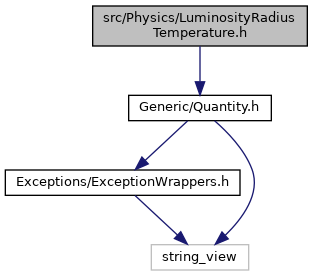 src/Physics/LuminosityRadius
Temperature.h
Generic/Quantity.h
Exceptions/ExceptionWrappers.h
string_view